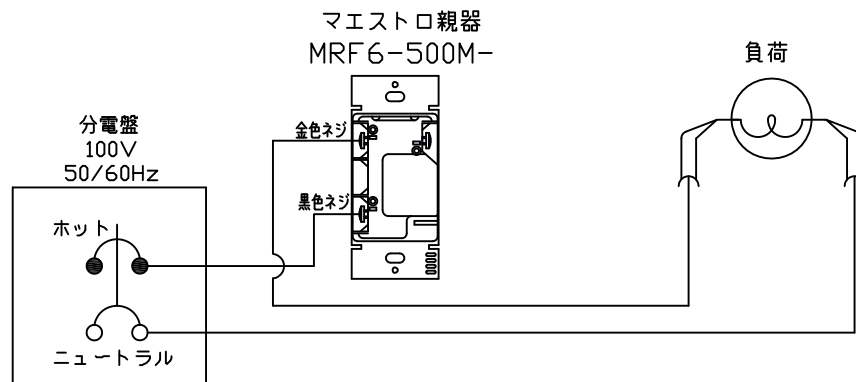 マエストロ親器
MRF6-500M-
負荷
分電盤
100V
50/60Hz
金色ネジ
黒色ネジ
ホット
ニュートラル